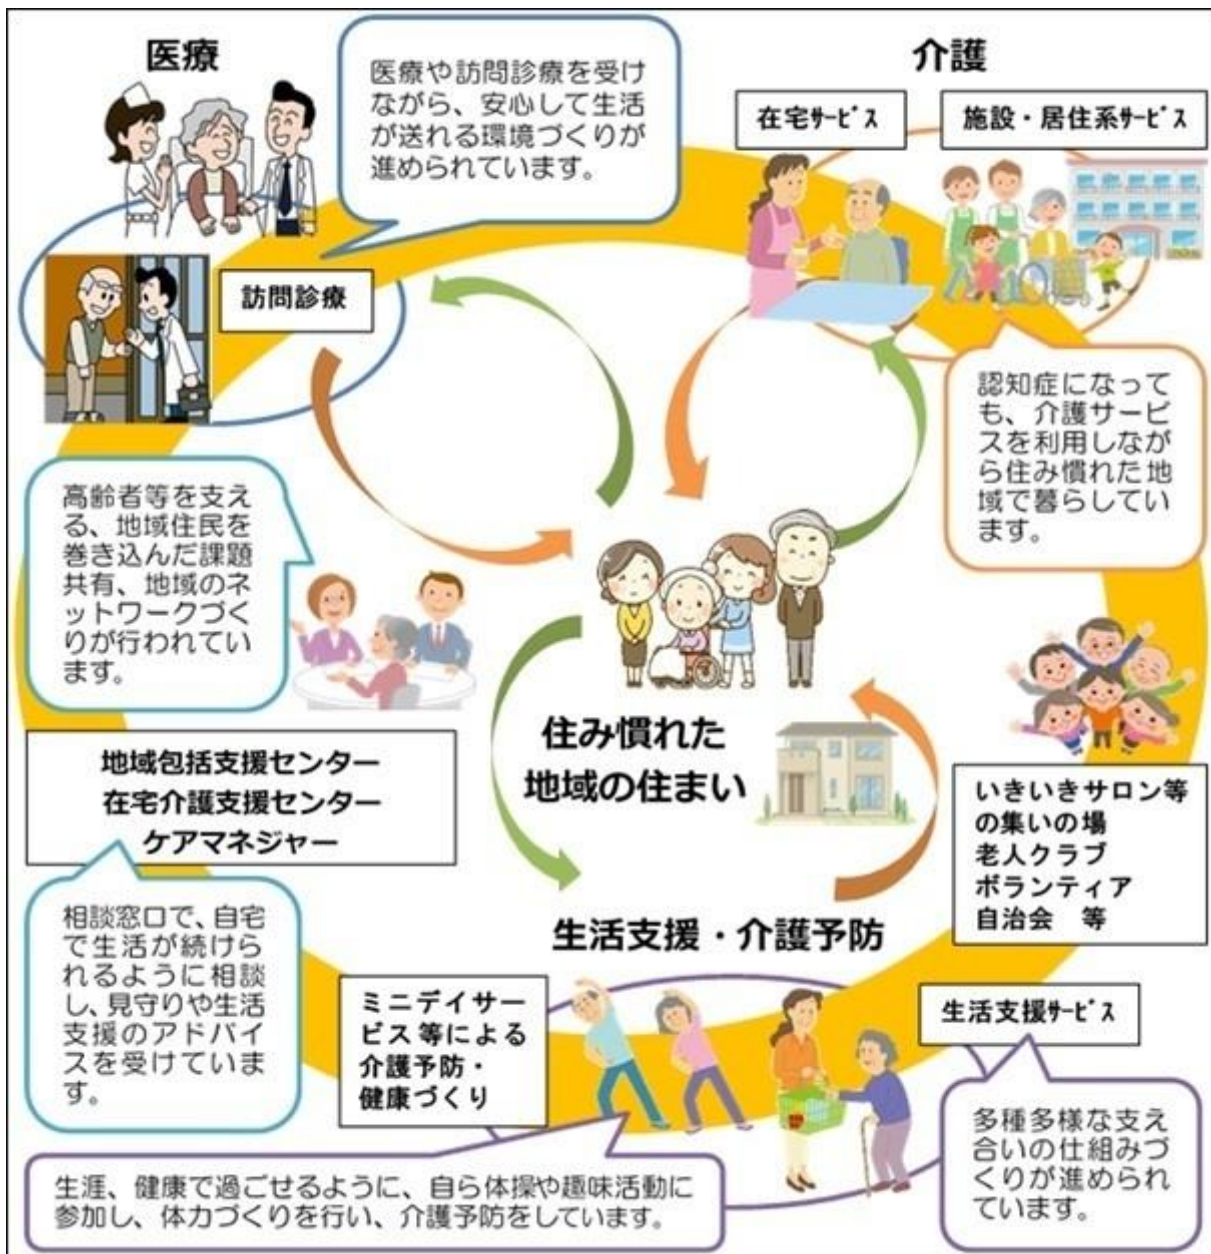 医療
医療や訪問診療を受け
ながら、安心して生活
が送れる環境づくりが
進められています。
介護
在宅ｻｰﾋﾞｽ
施設・居住系ｻｰﾋﾞｽ
訪問診療
認知症になって
も、介護サービ
スを利用しなが
ら住み慣れた地
域で暮らしてい
ます。
高齢者等を支え
る、地域住民を
巻き込んだ課題
共有、地域のネ
ットワークづく
りが行われてい
ます。
地域包括支援センター
在宅介護支援センター
ケアマネジャー
住み慣れた
地域の住まい
いきいきサロン等
の集いの場
老人クラブ
ボランティア
自治会　等
相談窓口で、自宅
で生活が続けら
れるように相談
し、見守りや生活
支援のアドバイ
スを受けていま
す。
生活支援・介護予防
ミニデイサー
ビス等による
介護予防・
健康づくり
生活支援ｻｰﾋﾞｽ
多種多様な支え
合いの仕組みづ
くりが進められ
ています。
生涯、健康で過ごせるように、自ら体操や趣味活動に
参加し、体力づくりを行い、介護予防をしています。